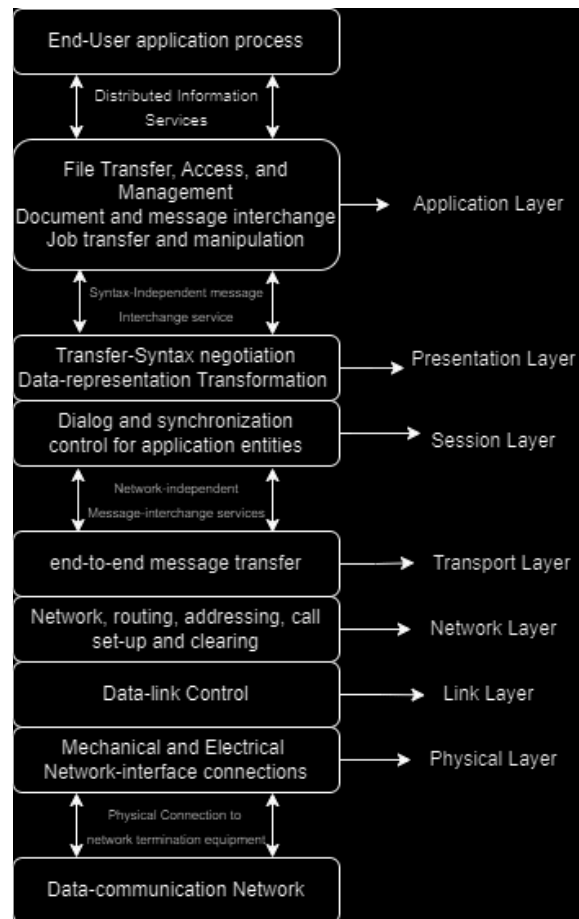 End-User application process
Distributed Information
Services
File Transfer, Access, and
Management
Document and message interchange
Job transfer and manipulation
Application Layer
Syntax-Independent message
Interchange service
Transfer-Syntax negotiation
Data-representation Transformation
Presentation Layer
Dialog and synchronization
control for application entities
Session Layer
Network-independent
Message-interchange services
end-to-end message transfer
Transport Layer
Network, routing, addressing, call
set-up and clearing
Network Layer
Data-link Control
Link Layer
Mechanical and Electrical
Network-interface connections
Physical Layer
Physical Connection to
network termination equipment
Data-communication Network